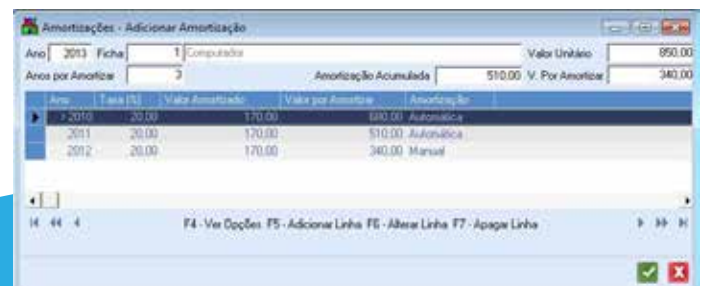 Amortizações - Adicionar Amortização
Ano 2013 Ficha 1 Computador Valor Unitário 850.00
Anos por Amortizar 3 Amortização Acumulada 510.00 V. Por Amortizar 340,00
Ano Taxa (%) Valor Amortizado Valor por Amortizar Amortização
2010 20.00 170.00 680.00 Automática
2011 20.00 170.00 510.00 Automática
2012 20.00 170.00 340.00 Manual
F4 - Ver Opções F5 - Adicionar Linha F6 - Alterar Linha F7 - Apagar Linha